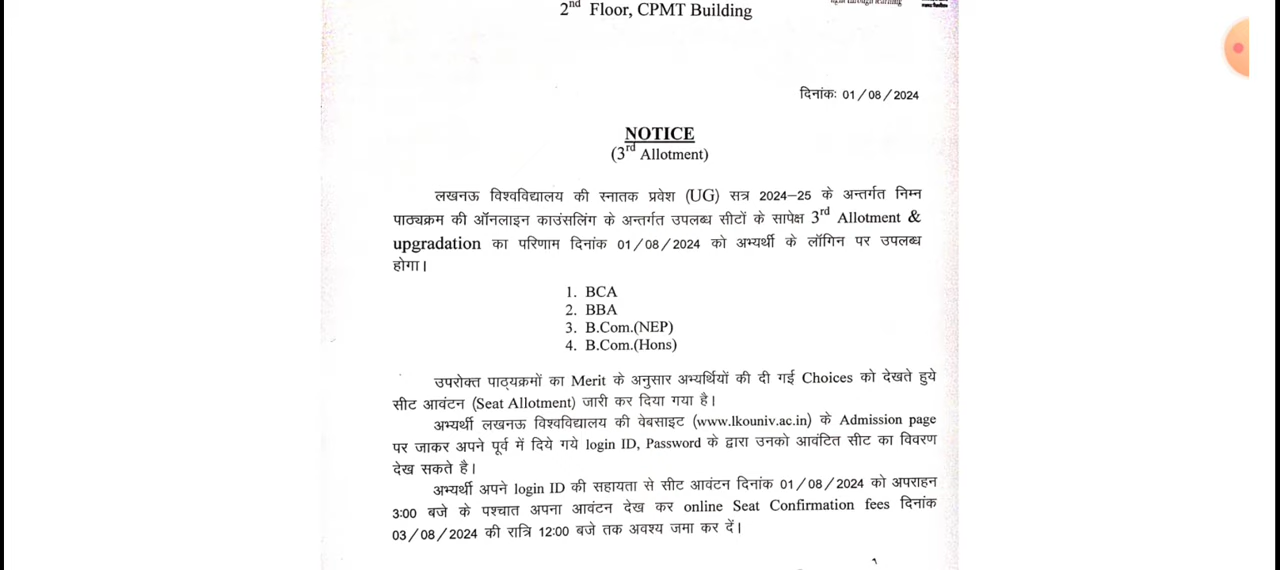 2nd Floor, CPMT Building
दिनांकः 01/08/2024
NOTICE
(3rd Allotment)
लखनऊ विश्वविद्यालय की स्नातक प्रवेश (UG) सत्र 2024-25 के अन्तर्गत निम्न
पाठ्यक्रम की ऑनलाइन काउंसलिंग के अन्तर्गत उपलब्ध सीटों के सापेक्ष 3rd Allotment &
upgradation का परिणाम दिनांक 01/08/2024 को अभ्यर्थी के लॉगिन पर उपलब्ध
होगा।
1. BCA
2. BBA
3. B.Com.(NEP)
4. B.Com.(Hons)
उपरोक्त पाठ्यक्रमों का Merit के अनुसार अभ्यर्थियों की दी गई Choices को देखते हुये
सीट आवंटन (Seat Allotment) जारी कर दिया गया है।
अभ्यर्थी लखनऊ विश्वविद्यालय की वेबसाइट (www.lkouniv.ac.in) के Admission page
पर जाकर अपने पूर्व में दिये गये login ID, Password के द्वारा उनको आवंटित सीट का विवरण
देख सकते है।
अभ्यर्थी अपने login ID की सहायता से सीट आवंटन दिनांक 01/08/2024 को अपराहन
3:00 बजे के पश्चात अपना आवंटन देख कर online Seat Confirmation fees दिनांक
03/08/2024 की रात्रि 12:00 बजे तक अवश्य जमा कर दें।